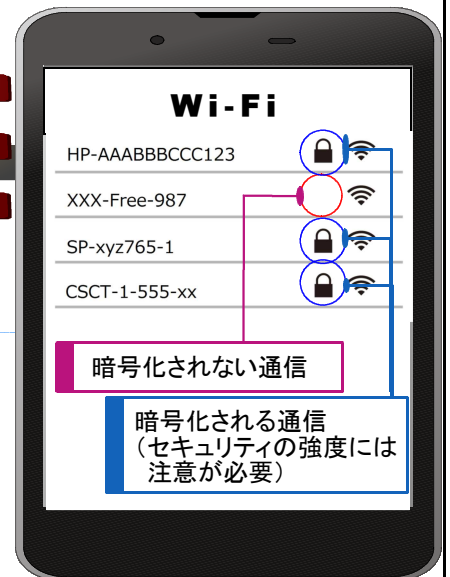 Wi-Fi
HP-AAABBBCCC123
XXX-Free-987
SP-xyz765-1
CSCT-1-555-xx
暗号化されない通信
暗号化される通信
（セキュリティの強度には
注意が必要）